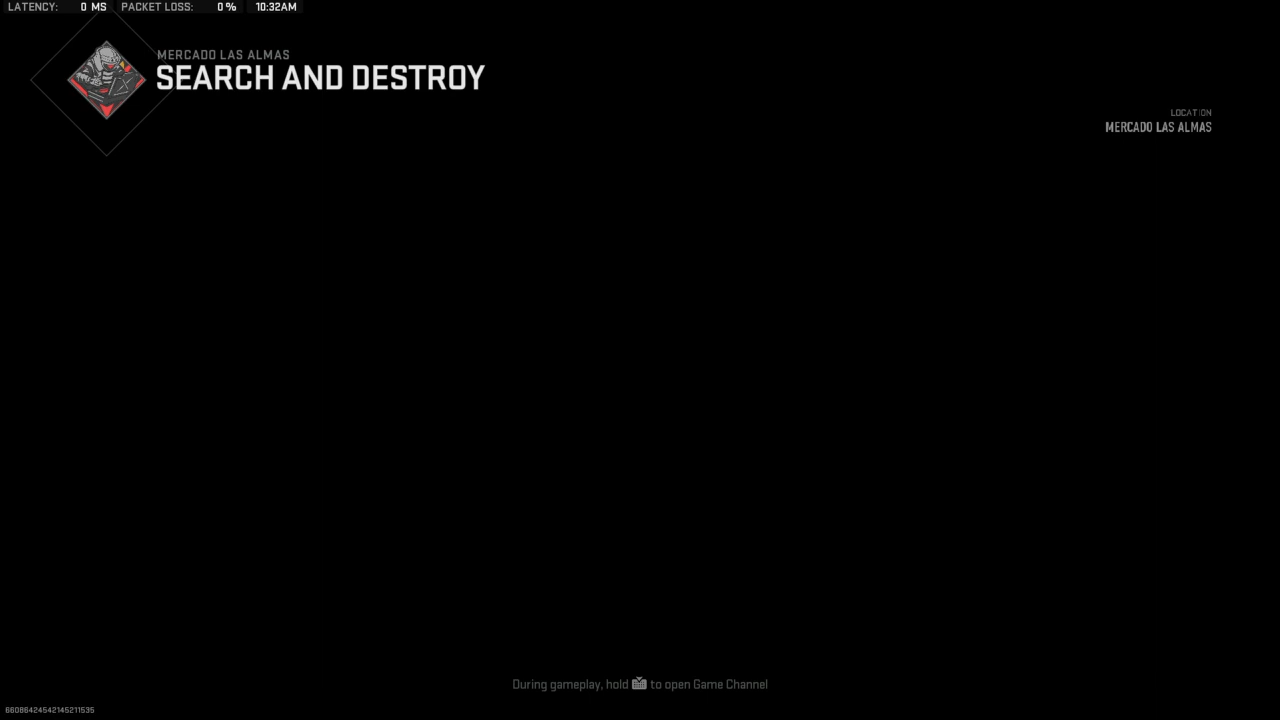 LATENCY: 0 MS PACKET LOSS: 0 % 10:32AM
MERCADO LAS ALMAS
SEARCH AND DESTROY
LOCATION
MERCADO LAS ALMAS
During gameplay, hold to open Game Channel
66086424542145211535